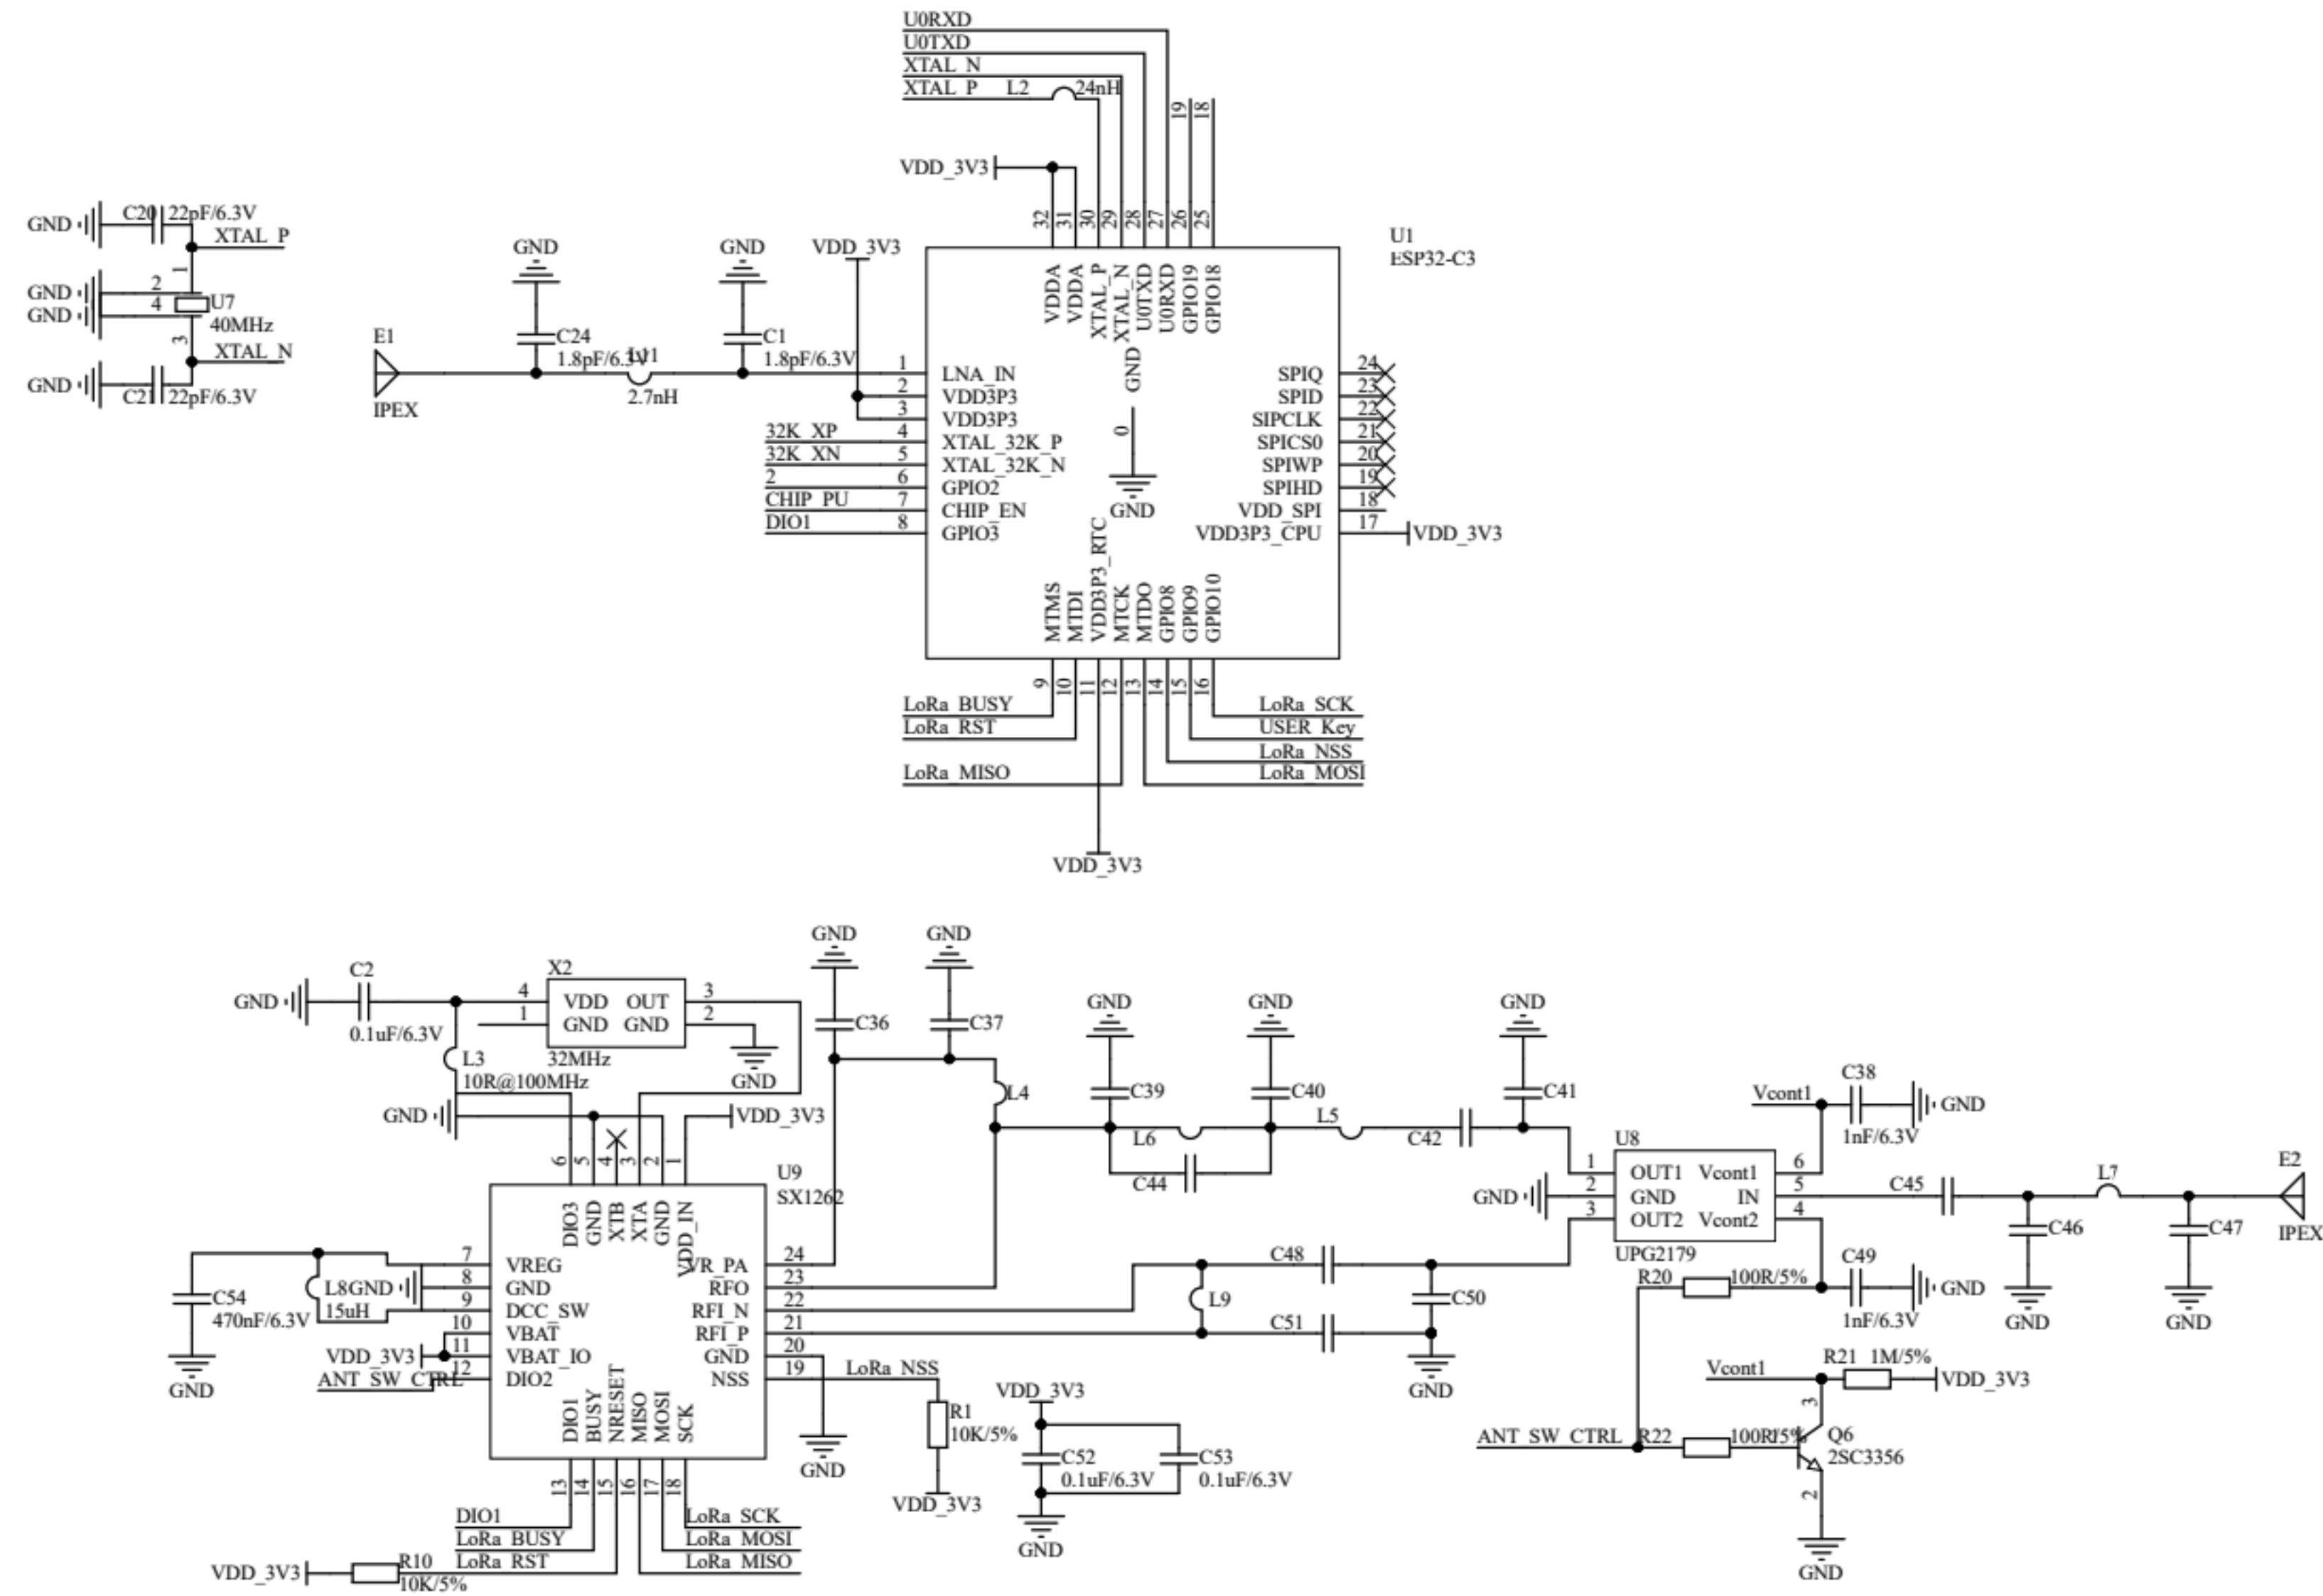 U0RXD
U0TXD
XTAL_N
XTAL_P L2 24nH
19 18
VDD_3V3
32 31 30 29 28 27 26 25
U1
ESP32-C3
GND C20 22pF/6.3V
XTAL_P
1
GND 2
GND 4 U7
40MHz
3
XTAL_N
GND C21 22pF/6.3V
GND GND VDD_3V3
E1 C24 C1
1.8pF/6.3V L11 1.8pF/6.3V
IPEX 2.7nH
VDDA VDDA XTAL_P XTAL_N U0TXD U0RXD GPIO19 GPIO18
GND
0
GND
1 LNA_IN
2 VDD3P3
3 VDD3P3
32K_XP 4 XTAL_32K_P
32K_XN 5 XTAL_32K_N
2 6 GPIO2
CHIP_PU 7 CHIP_EN
DIO1 8 GPIO3
SPIQ 24
SPID 23
SIPCLK 22
SPICS0 21
SPIWP 20
SPIHD 19
VDD_SPI 18
VDD3P3_CPU 17 VDD_3V3
MTMS MTDI VDD3P3_RTC MTCK MTDO GPIO8 GPIO9 GPIO10
9 10 11 12 13 14 15 16
LoRa_BUSY LoRa_SCK
LoRa_RST USER_Key
LoRa_NSS
LoRa_MISO LoRa_MOSI
VDD_3V3
GND GND
C2 X2
GND 4 VDD OUT 3
1 GND GND 2
0.1uF/6.3V
L3 32MHz
10R@100MHz GND
C36 C37
GND VDD_3V3
6 5 4 3 2 1
U9
SX1262
DIO3 GND XTB XTA GND VDD_IN
7 VREG VR_PA 24
L8 GND 8 GND RFO 23
C54
470nF/6.3V 15uH 9 DCC_SW RFI_N 22
10 VBAT RFI_P 21
VDD_3V3 11 VBAT_IO GND 20
GND ANT_SW_CTRL 12 DIO2 NSS 19 LoRa_NSS
DIO1 BUSY NRESET MISO MOSI SCK
13 14 15 16 17 18
GND
DIO1 LoRa_SCK
LoRa_BUSY LoRa_MOSI
VDD_3V3 R10 LoRa_RST LoRa_MISO
10K/5%
R1
10K/5%
VDD_3V3
VDD_3V3
C52 C53
0.1uF/6.3V 0.1uF/6.3V
GND
GND GND GND
L4 C39 C40 C41
L6 L5 C42
C44
C48
L9 C50
C51
GND
U8
1 OUT1 Vcont1 6
GND 2 GND IN 5
3 OUT2 Vcont2 4
UPG2179
Vcont1 C38 GND
1nF/6.3V
C45 L7 E2
C46 C47 IPEX
GND GND
R20 100R/5% C49 GND
1nF/6.3V
Vcont1 R21 1M/5% VDD_3V3
3
ANT_SW_CTRL R22 100R/5% 1 Q6
2SC3356
2
GND